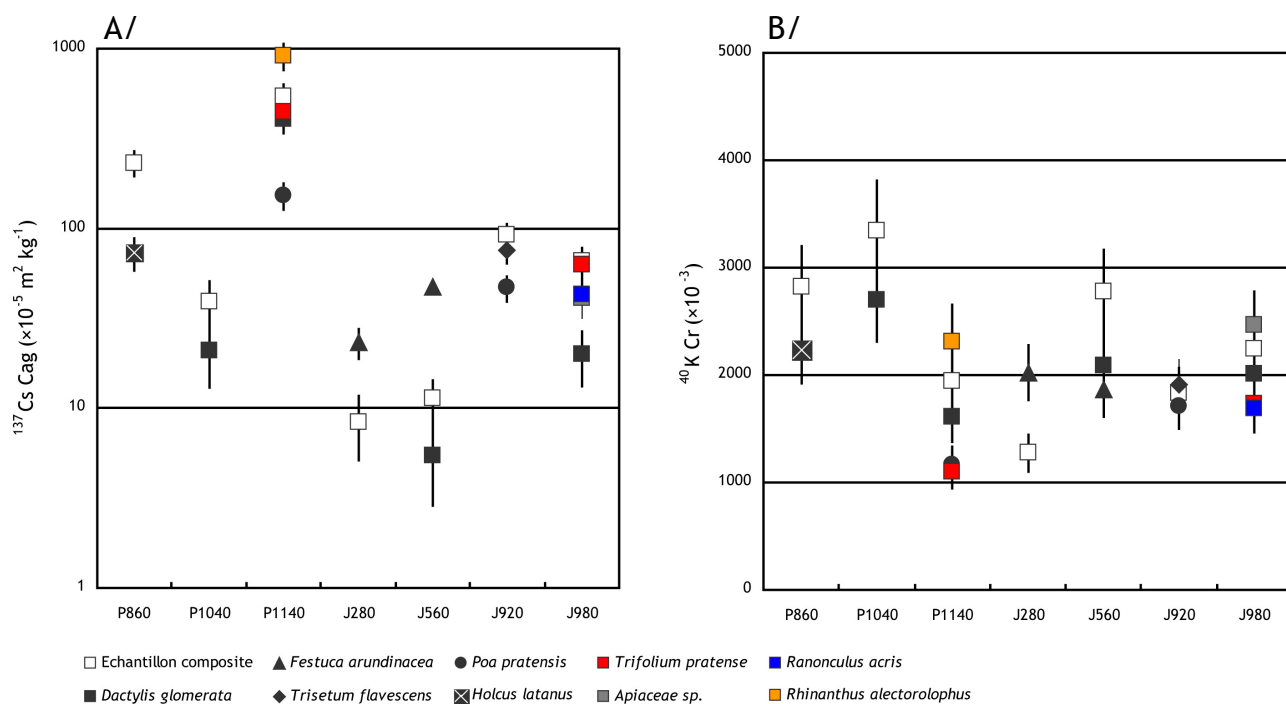 A/
B/
1000
100
10
1
¹³⁷Cs Cag (×10⁻⁵ m² kg⁻¹)
P860 P1040 P1140 J280 J560 J920 J980
5000
4000
3000
2000
1000
0
⁴⁰K Cr (×10⁻³)
P860 P1040 P1140 J280 J560 J920 J980
Echantillon composite Festuca arundinacea Poa pratensis Trifolium pratense Ranonculus acris
Dactylis glomerata Trisetum flavescens Holcus latanus Apiaceae sp. Rhinanthus alectorolophus